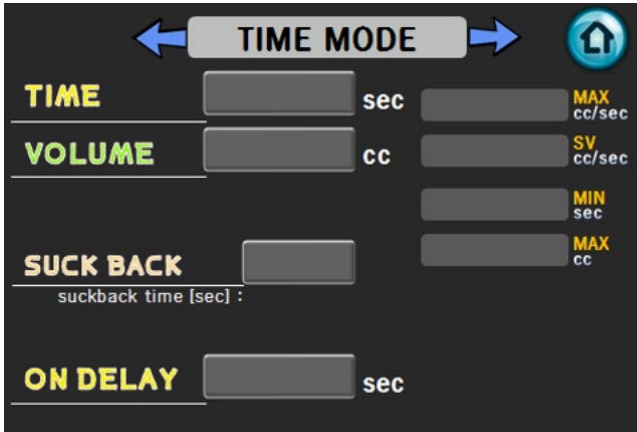 TIME MODE
TIME sec
MAX
cc/sec
VOLUME cc
SV
cc/sec
MIN
sec
SUCK BACK
MAX
cc
suckback time [sec] :
ON DELAY sec